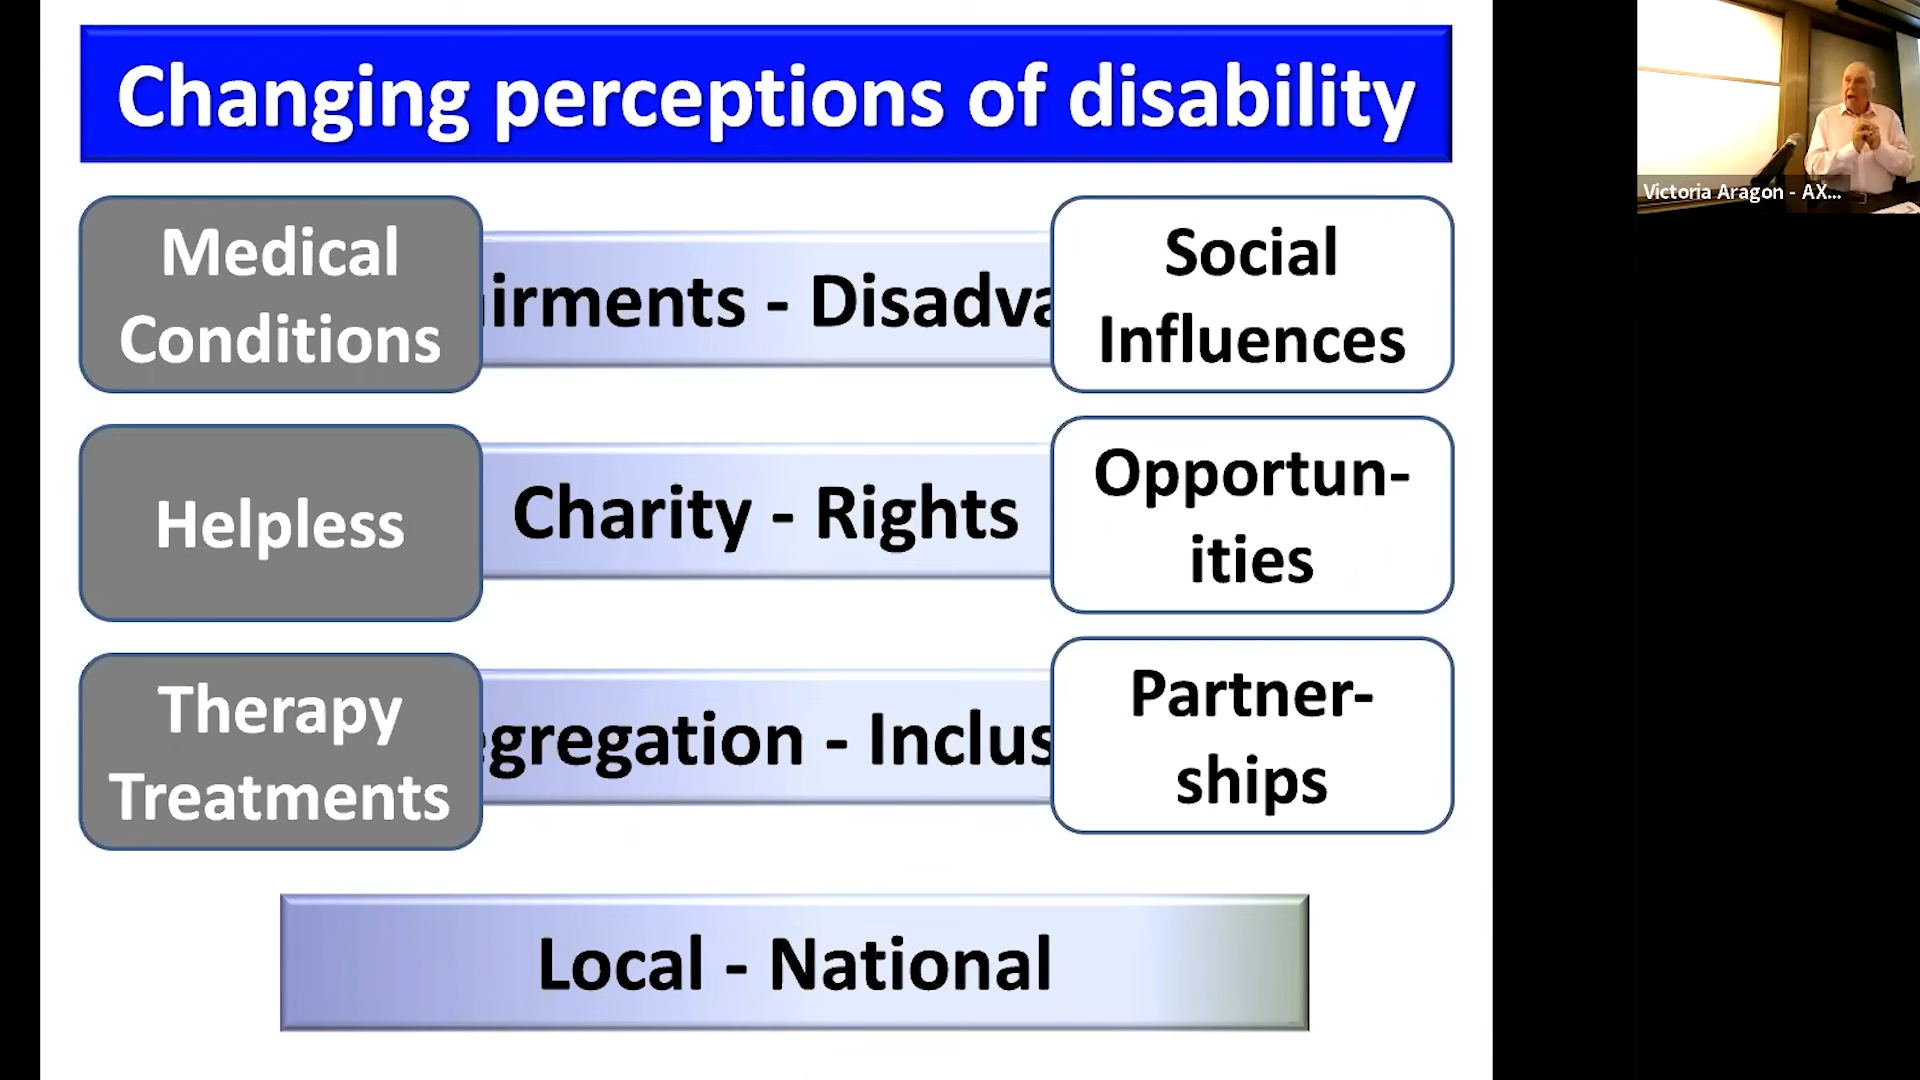 Changing perceptions of disability
Medical
Conditions
irments - Disadva
Social
Influences
Helpless
Charity - Rights
Opportun-
ities
Therapy
Treatments
egregation - Inclus
Partner-
ships
Local - National
Victoria Aragon - AX...